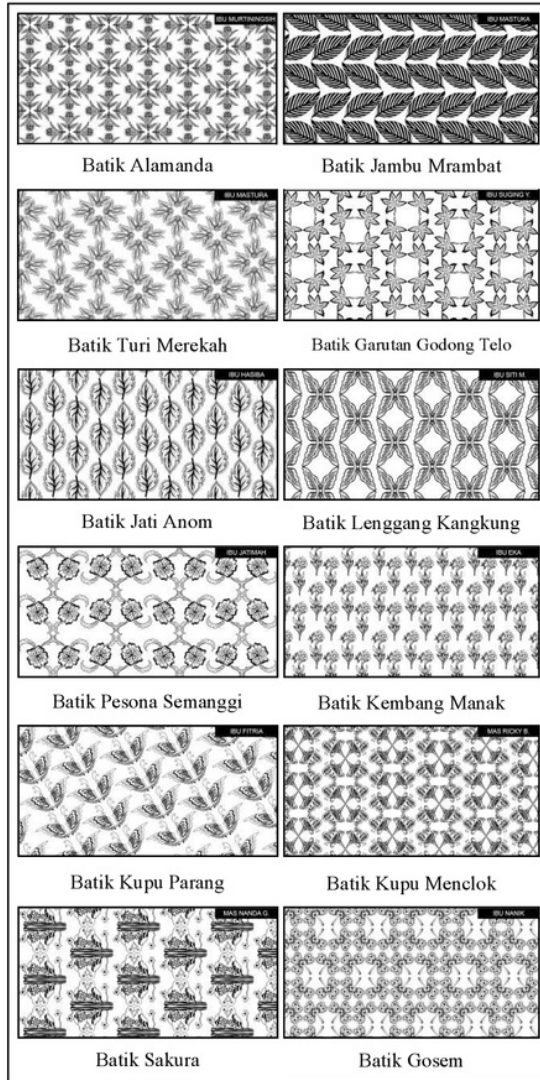 IBU MURTININGSIH
IBU MASTUKA
Batik Alamanda
Batik Jambu Mrambat
IBU MASTURA
IBU SUGING Y.
Batik Turi Merekah
Batik Garutan Godong Telo
IBU HASIBA
IBU SITI M.
Batik Jati Anom
Batik Lenggang Kangkung
IBU JATIMAH
IBU EKA
Batik Pesona Semanggi
Batik Kembang Manak
IBU FITRIA
MAS RICKY B.
Batik Kupu Parang
Batik Kupu Menclok
MAS NANDA G.
IBU NANIK
Batik Sakura
Batik Gosem